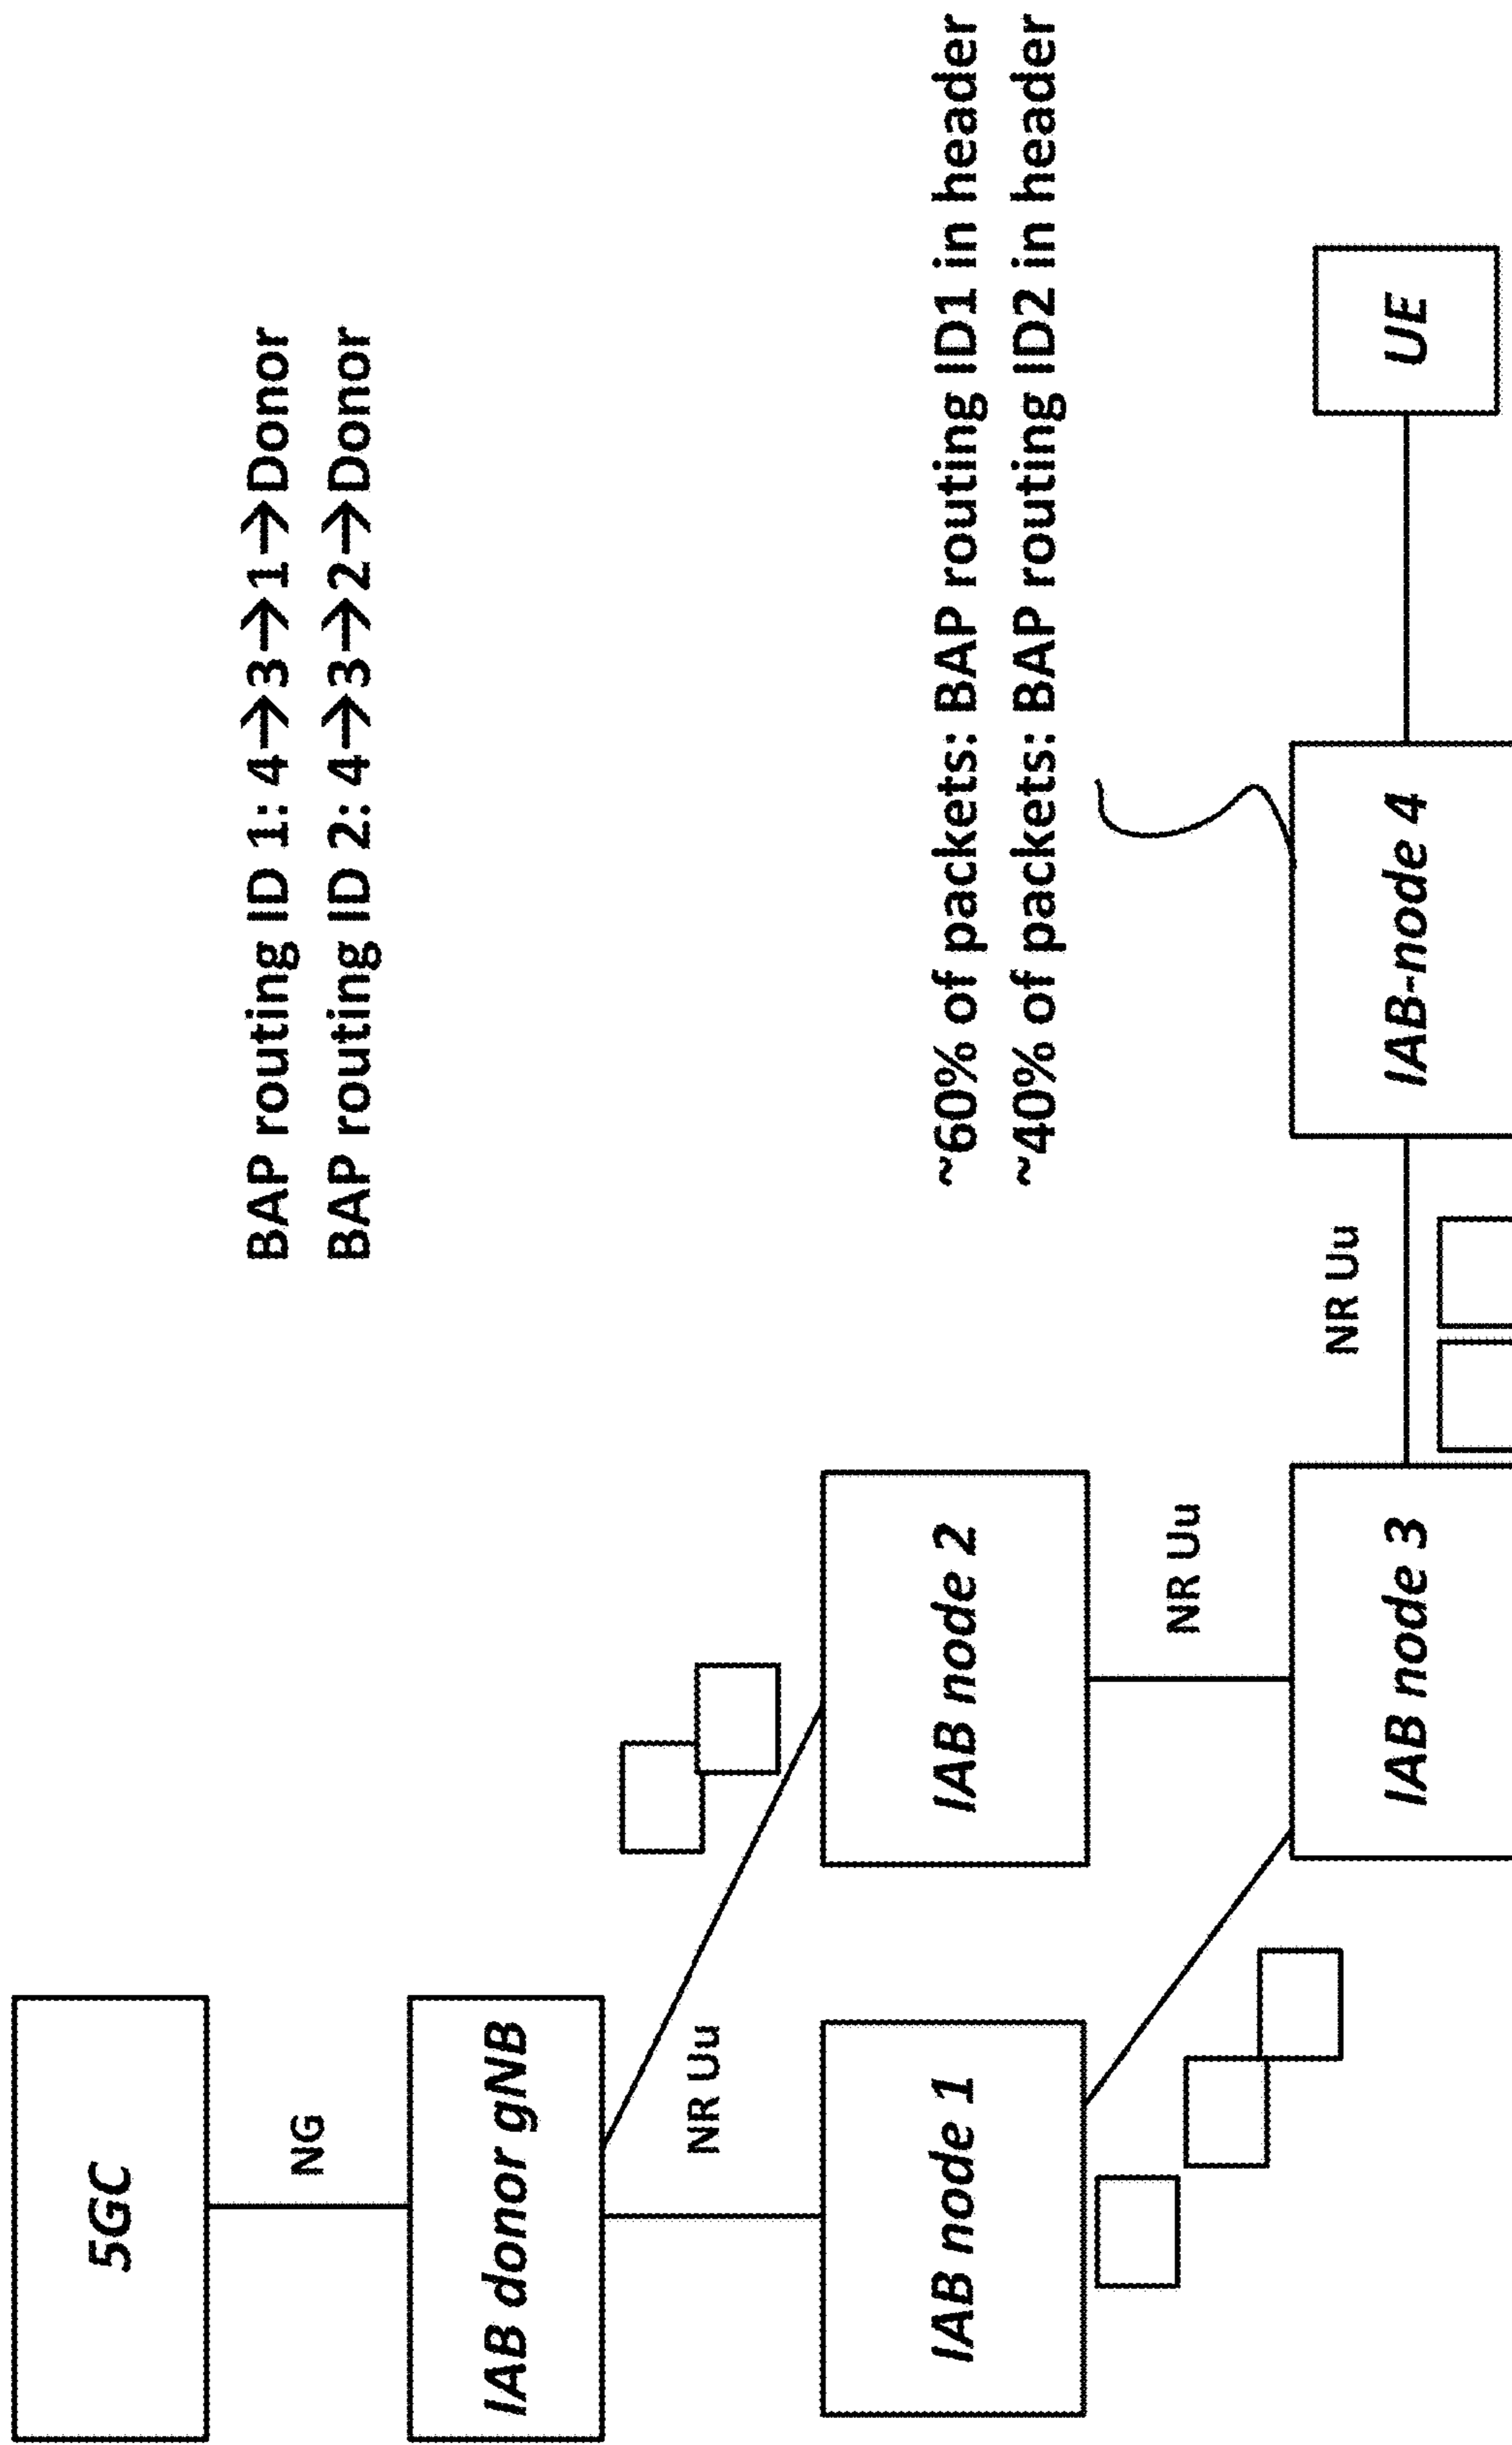 5GC
NG
BAP routing ID 1: 4→3→1→Donor
BAP routing ID 2: 4→3→2→Donor
IAB donor gNB
NR Uu
IAB node 1
IAB node 2
~60% of packets: BAP routing ID1 in header
~40% of packets: BAP routing ID2 in header
NR Uu
NR Uu
IAB node 3
IAB-node 4
UE